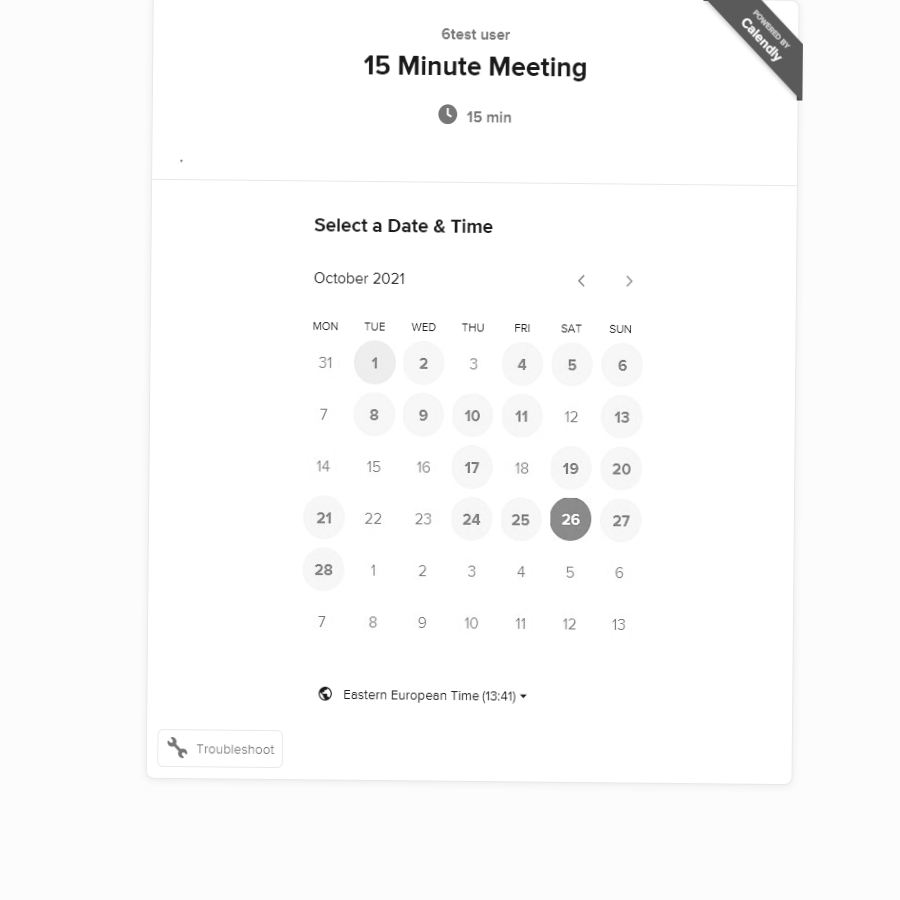 POWERED BY
Calendly
6test user
15 Minute Meeting
15 min
.
Select a Date & Time
October 2021
MON TUE WED THU FRI SAT SUN
31 1 2 3 4 5 6
7 8 9 10 11 12 13
14 15 16 17 18 19 20
21 22 23 24 25 26 27
28 1 2 3 4 5 6
7 8 9 10 11 12 13
Eastern European Time (13:41)
Troubleshoot